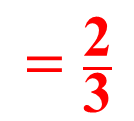 = 2/3